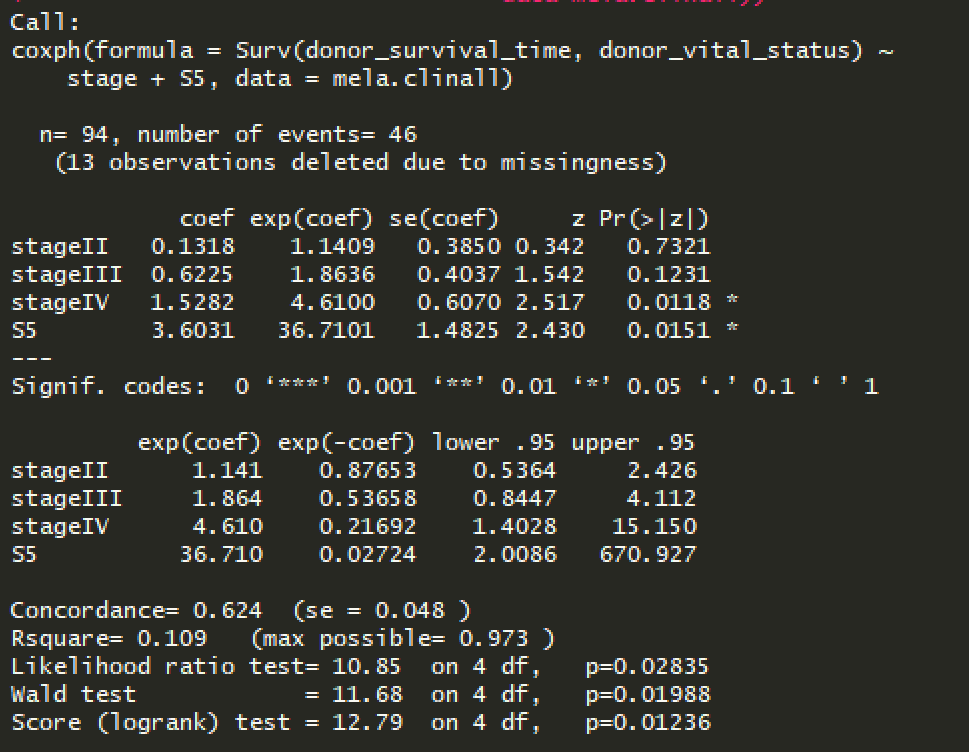 Call:
coxph(formula = Surv(donor_survival_time, donor_vital_status) ~
    stage + S5, data = mela.clinall)

  n= 94, number of events= 46
   (13 observations deleted due to missingness)

            coef exp(coef) se(coef)     z Pr(>|z|)
stageII   0.1318    1.1409   0.3850 0.342   0.7321
stageIII  0.6225    1.8636   0.4037 1.542   0.1231
stageIV   1.5282    4.6100   0.6070 2.517   0.0118 *
S5        3.6031   36.7101   1.4825 2.430   0.0151 *
---
Signif. codes:  0 ‘***’ 0.001 ‘**’ 0.01 ‘*’ 0.05 ‘.’ 0.1 ‘ ’ 1

         exp(coef) exp(-coef) lower .95 upper .95
stageII      1.141    0.87653    0.5364     2.426
stageIII     1.864    0.53658    0.8447     4.112
stageIV      4.610    0.21692    1.4028    15.150
S5          36.710    0.02724    2.0086   670.927

Concordance= 0.624  (se = 0.048 )
Rsquare= 0.109   (max possible= 0.973 )
Likelihood ratio test= 10.85  on 4 df,   p=0.02835
Wald test            = 11.68  on 4 df,   p=0.01988
Score (logrank) test = 12.79  on 4 df,   p=0.01236